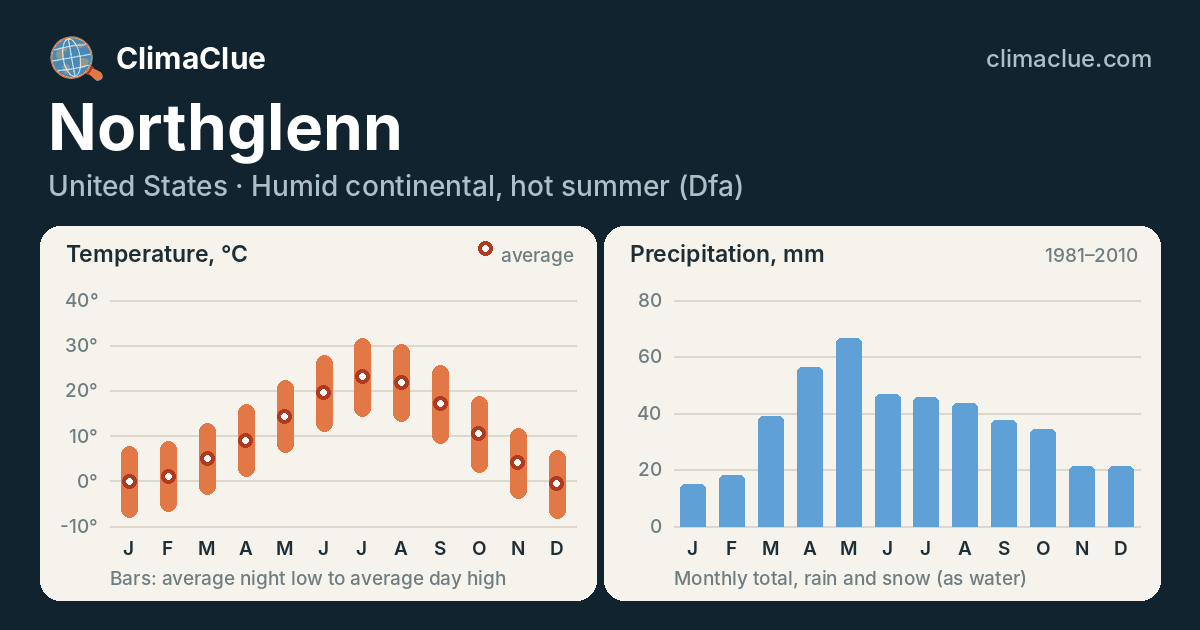 ClimaClue
climaclue.com
Northglenn
United States · Humid continental, hot summer (Dfa)
Temperature, °C
average
40°
30°
20°
10°
0°
-10°
J F M A M J J A S O N D
Bars: average night low to average day high
Precipitation, mm
1981–2010
80
60
40
20
0
J F M A M J J A S O N D
Monthly total, rain and snow (as water)